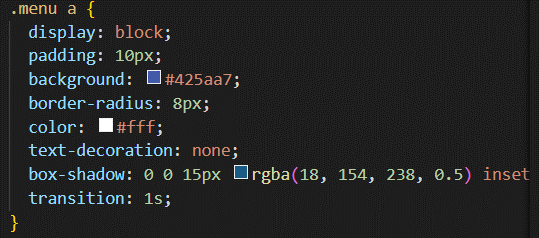 .menu a {
display: block;
padding: 10px;
background: #425aa7;
border-radius: 8px;
color: #fff;
text-decoration: none;
box-shadow: 0 0 15px rgba(18, 154, 238, 0.5) inset
transition: 1s;
}